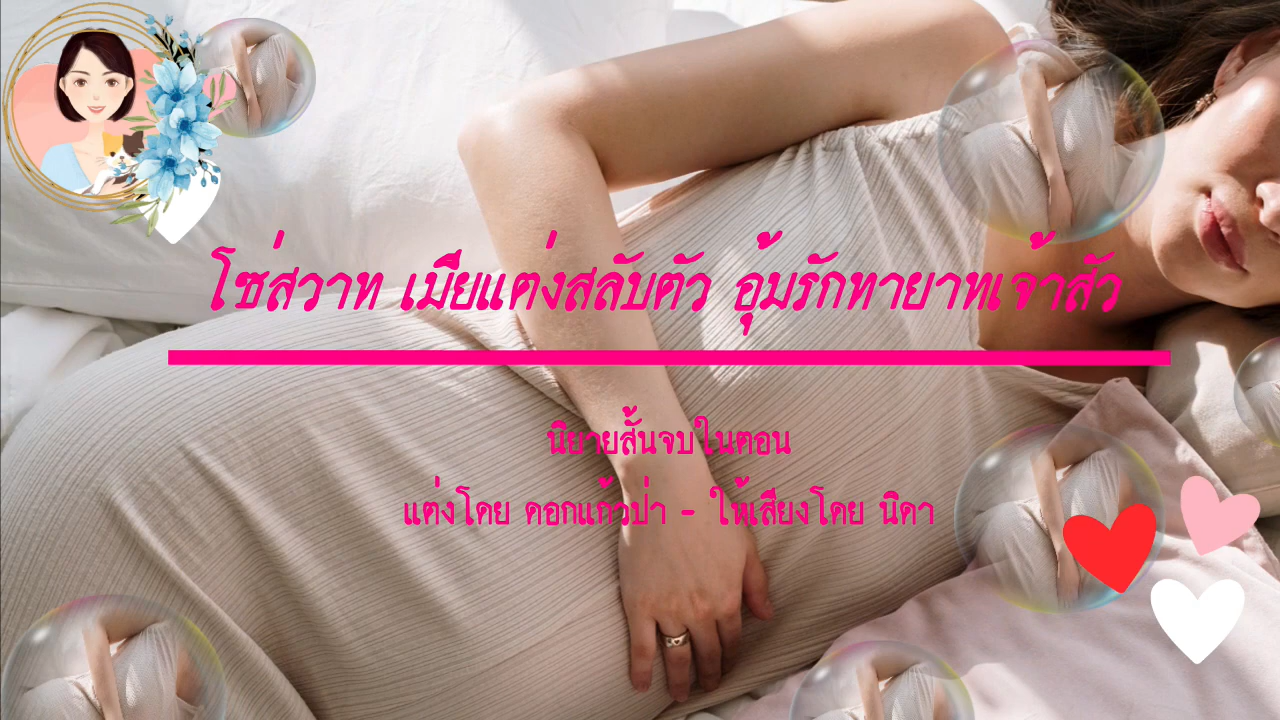 โซ่สวาท เมียแต่งสลับตัว อุ้มรักทายาทเจ้าสัว
นิยายสั้นจบในตอน
แต่งโดย ดอกแก้วป่า - ให้เสียงโดย นิดา